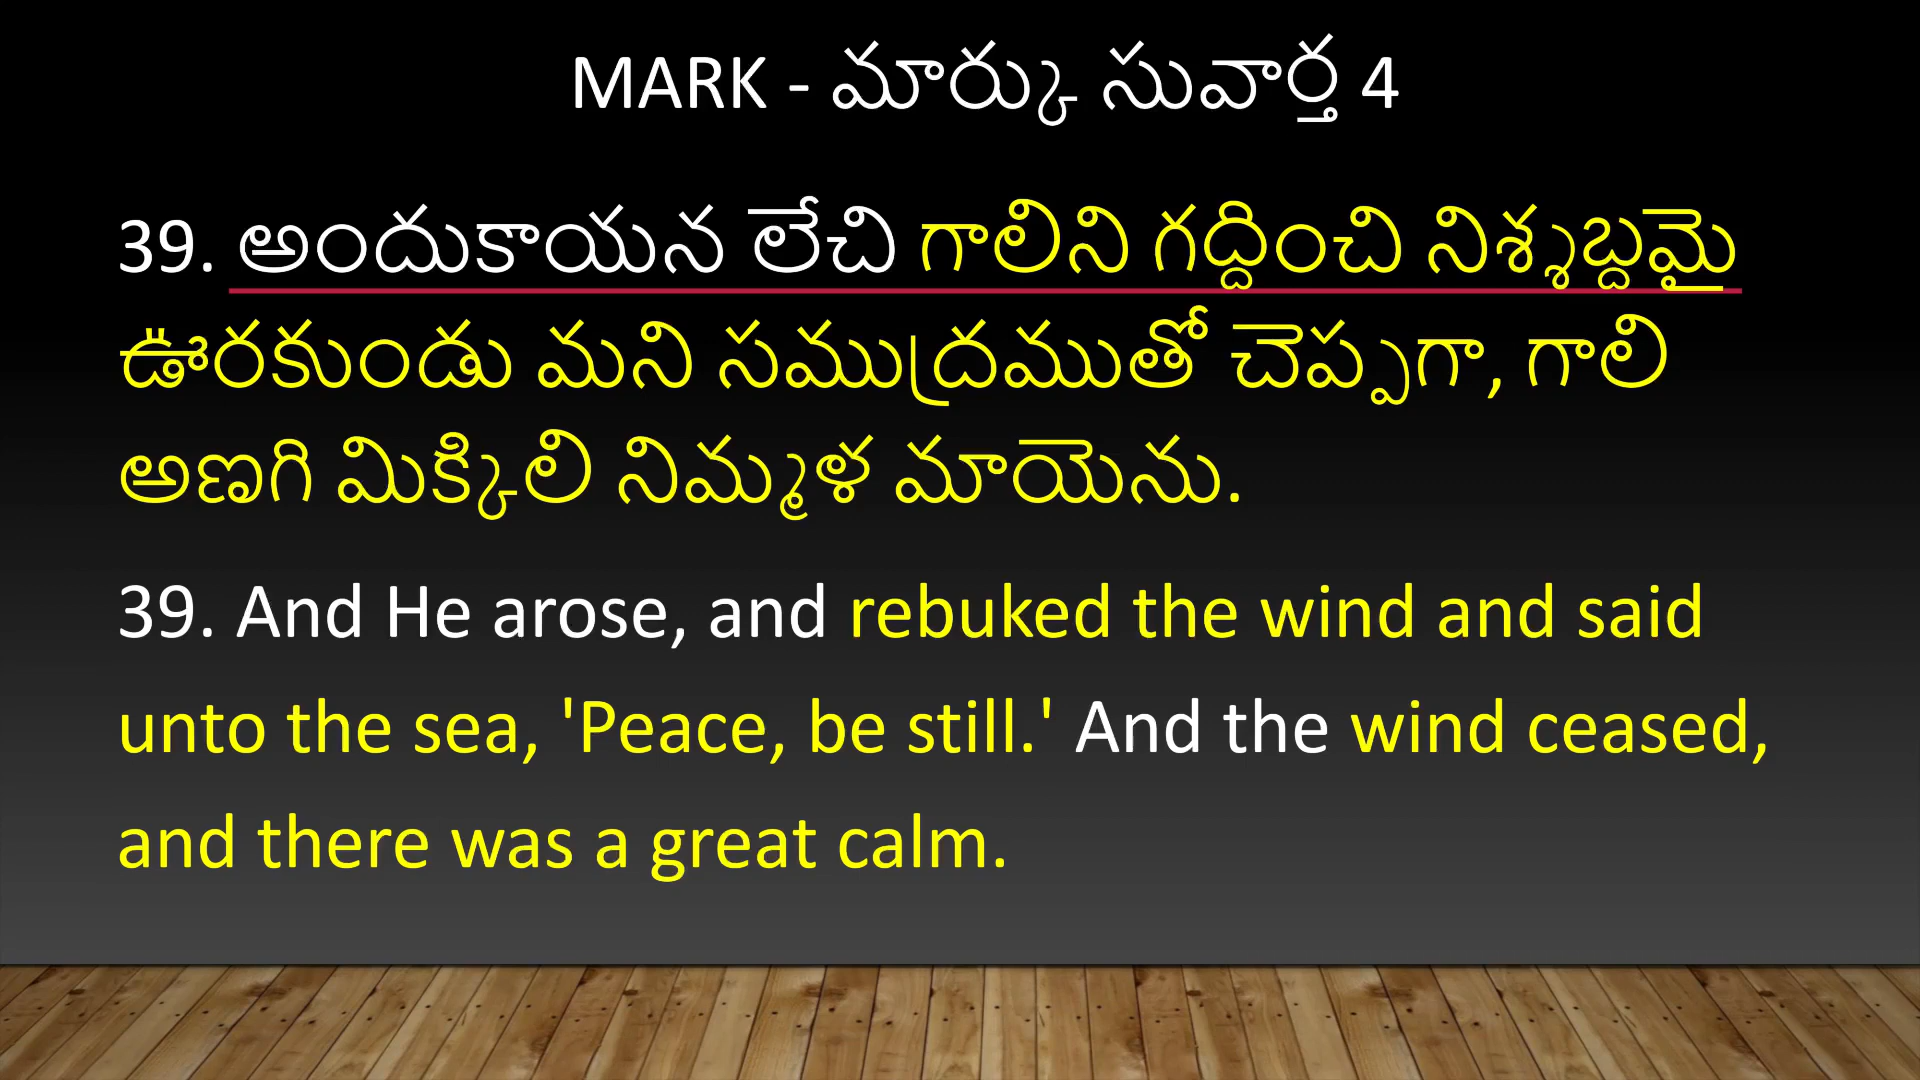 MARK - మార్కు సువార్త 4
39. అందుకాయన లేచి గాలిని గద్దించి నిశ్శబ్దమై
ఊరకుండు మని సముద్రముతో చెప్పగా, గాలి
అణగి మిక్కిలి నిమ్మళ మాయెను.
39. And He arose, and rebuked the wind and said
unto the sea, 'Peace, be still.' And the wind ceased,
and there was a great calm.